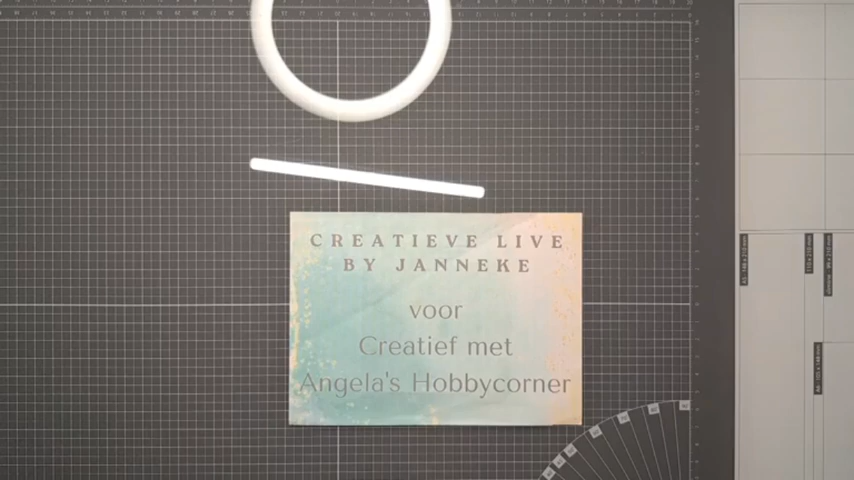 CREATIEVE LIVE
BY JANNEKE
voor
Creatief met
Angela's Hobbycorner